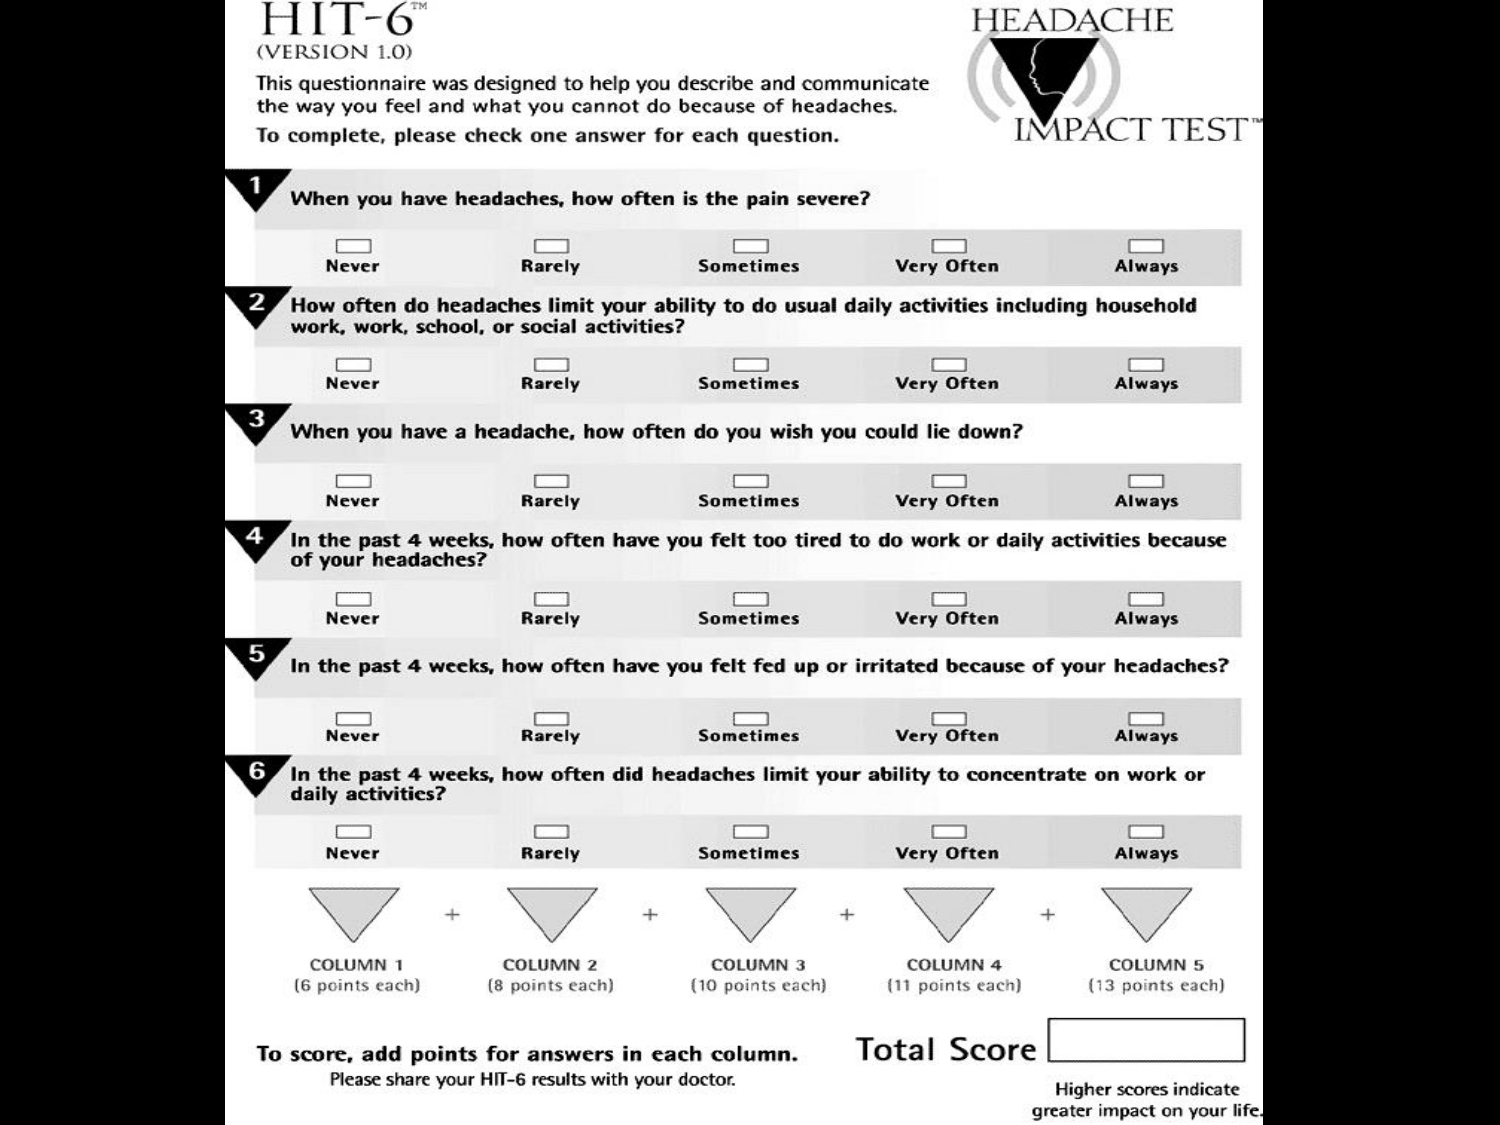 HIT-6™
(VERSION 1.0)
HEADACHE
IMPACT TEST™
This questionnaire was designed to help you describe and communicate
the way you feel and what you cannot do because of headaches.
To complete, please check one answer for each question.
1
When you have headaches, how often is the pain severe?
Never Rarely Sometimes Very Often Always
2
How often do headaches limit your ability to do usual daily activities including household
work, work, school, or social activities?
Never Rarely Sometimes Very Often Always
3
When you have a headache, how often do you wish you could lie down?
Never Rarely Sometimes Very Often Always
4
In the past 4 weeks, how often have you felt too tired to do work or daily activities because
of your headaches?
Never Rarely Sometimes Very Often Always
5
In the past 4 weeks, how often have you felt fed up or irritated because of your headaches?
Never Rarely Sometimes Very Often Always
6
In the past 4 weeks, how often did headaches limit your ability to concentrate on work or
daily activities?
Never Rarely Sometimes Very Often Always
+ + + +
COLUMN 1 COLUMN 2 COLUMN 3 COLUMN 4 COLUMN 5
(6 points each) (8 points each) (10 points each) (11 points each) (13 points each)
To score, add points for answers in each column.
Please share your HIT-6 results with your doctor.
Total Score
Higher scores indicate
greater impact on your life.